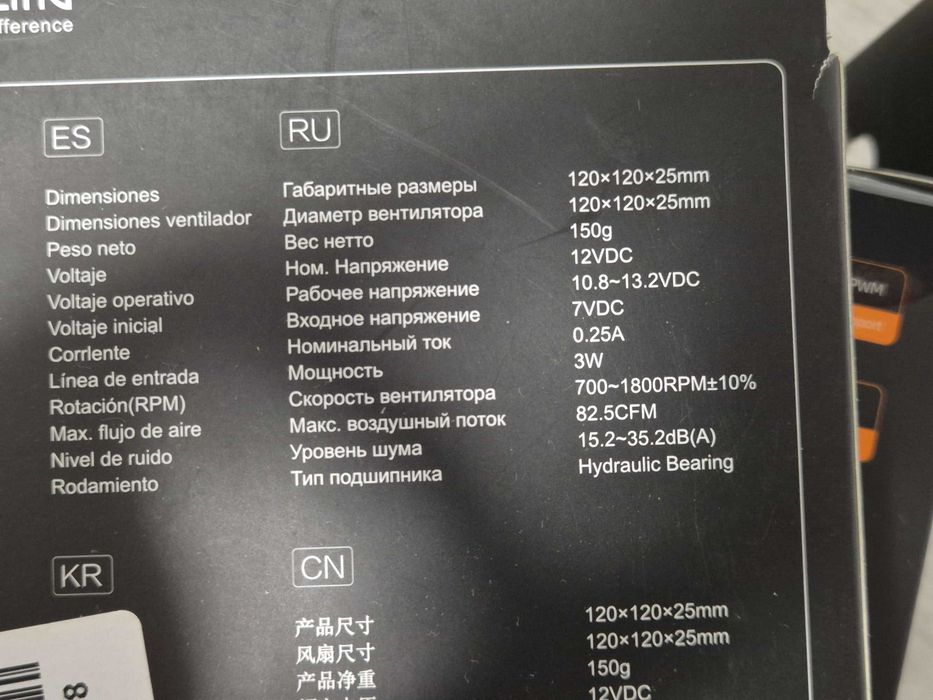 fference
ES
Dimensiones
Dimensiones ventilador
Peso neto
Voltaje
Voltaje operativo
Voltaje inicial
Corrlente
Línea de entrada
Rotación(RPM)
Max. flujo de aire
Nivel de ruido
Rodamiento
RU
Габаритные размеры 120×120×25mm
Диаметр вентилятора 120×120×25mm
Вес нетто 150g
Ном. Напряжение 12VDC
Рабочее напряжение 10.8~13.2VDC
Входное напряжение 7VDC
Номинальный ток 0.25A
Мощность 3W
Скорость вентилятора 700~1800RPM±10%
Макс. воздушный поток 82.5CFM
Уровень шума 15.2~35.2dB(A)
Тип подшипника Hydraulic Bearing
PWM
KR
CN
产品尺寸 120×120×25mm
风扇尺寸 120×120×25mm
产品净重 150g
12VDC
8